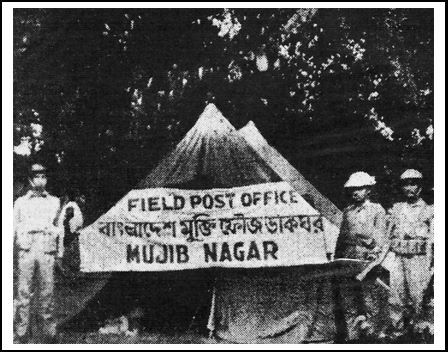 FIELD POST OFFICE
বাংলাদেশ মুক্তি ফৌজ ডাকঘর
MUJIB NAGAR